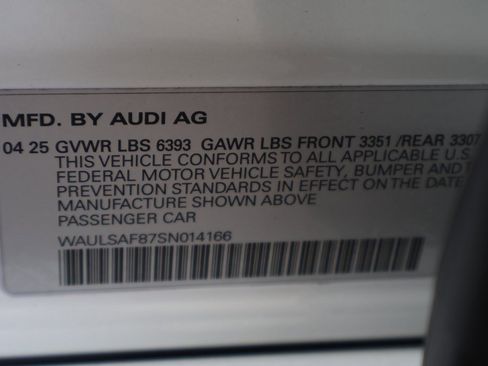 MFD. BY AUDI AG
04 25 GVWR LBS 6393 GAWR LBS FRONT 3351 /REAR 3307
THIS VEHICLE CONFORMS TO ALL APPLICABLE U.S.
FEDERAL MOTOR VEHICLE SAFETY, BUMPER AND T
PREVENTION STANDARDS IN EFFECT ON THE DATE
MANUFACTURE SHOWN ABOVE
PASSENGER CAR
WAULSAF87SN014166